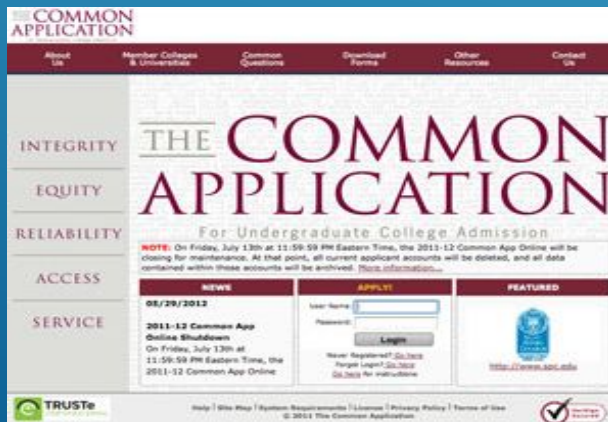 THE COMMON
APPLICATION
About Us
Member Colleges & Universities
Common Questions
Download Forms
Other Resources
Contact Us
INTEGRITY
EQUITY
RELIABILITY
ACCESS
SERVICE
THE COMMON
APPLICATION
For Undergraduate College Admission
NOTE: On Friday, July 13th at 11:59:59 PM Eastern Time, the 2011-12 Common App Online will be
closing for maintenance. At that point, all current applicant accounts will be deleted, and all data
contained within those accounts will be archived. More information...
NEWS
05/29/2012
2011-12 Common App
Online Shutdown
On Friday, July 13th at
11:59:59 PM Eastern Time, the
2011-12 Common App Online
APPLY!
User Name:
Password:
Login
Never Registered? Go here
Forgot Login? Go here
Go here for instructions
FEATURED
http://www.spc.edu
TRUSTe
Help | Site Map | System Requirements | License | Privacy Policy | Terms of Use
© 2011 The Common Application